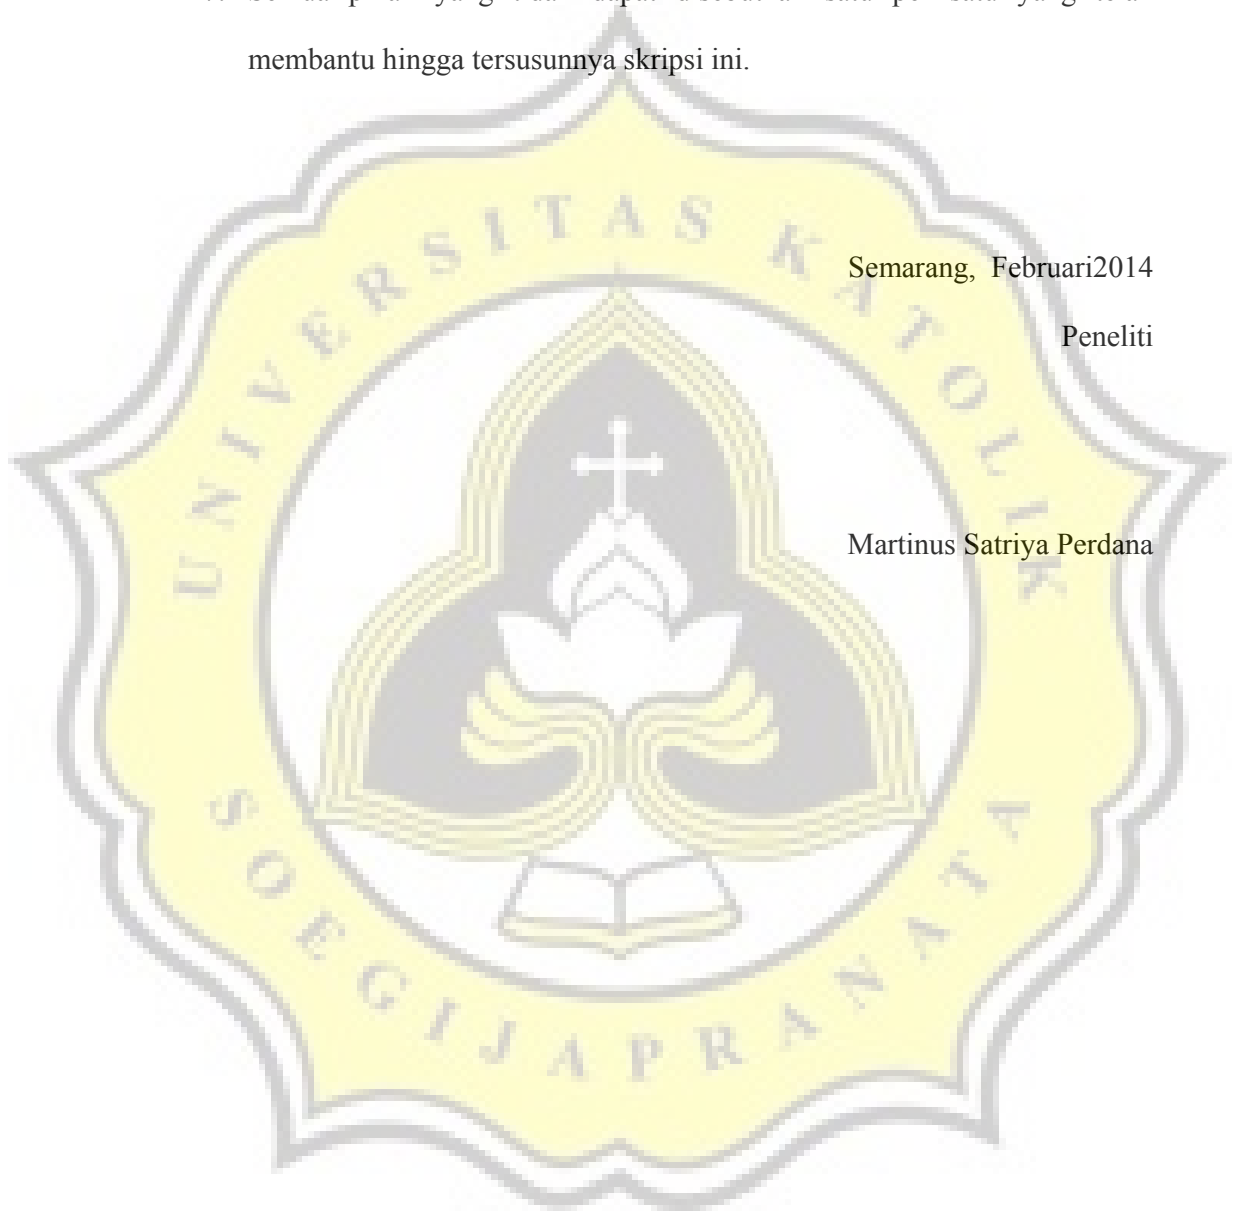 membantu hingga tersusunnya skripsi ini.
Semarang, Februari2014
Peneliti
Martinus Satriya Perdana
UNIVERSITAS KATOLIK
SOEGIJAPRANATA